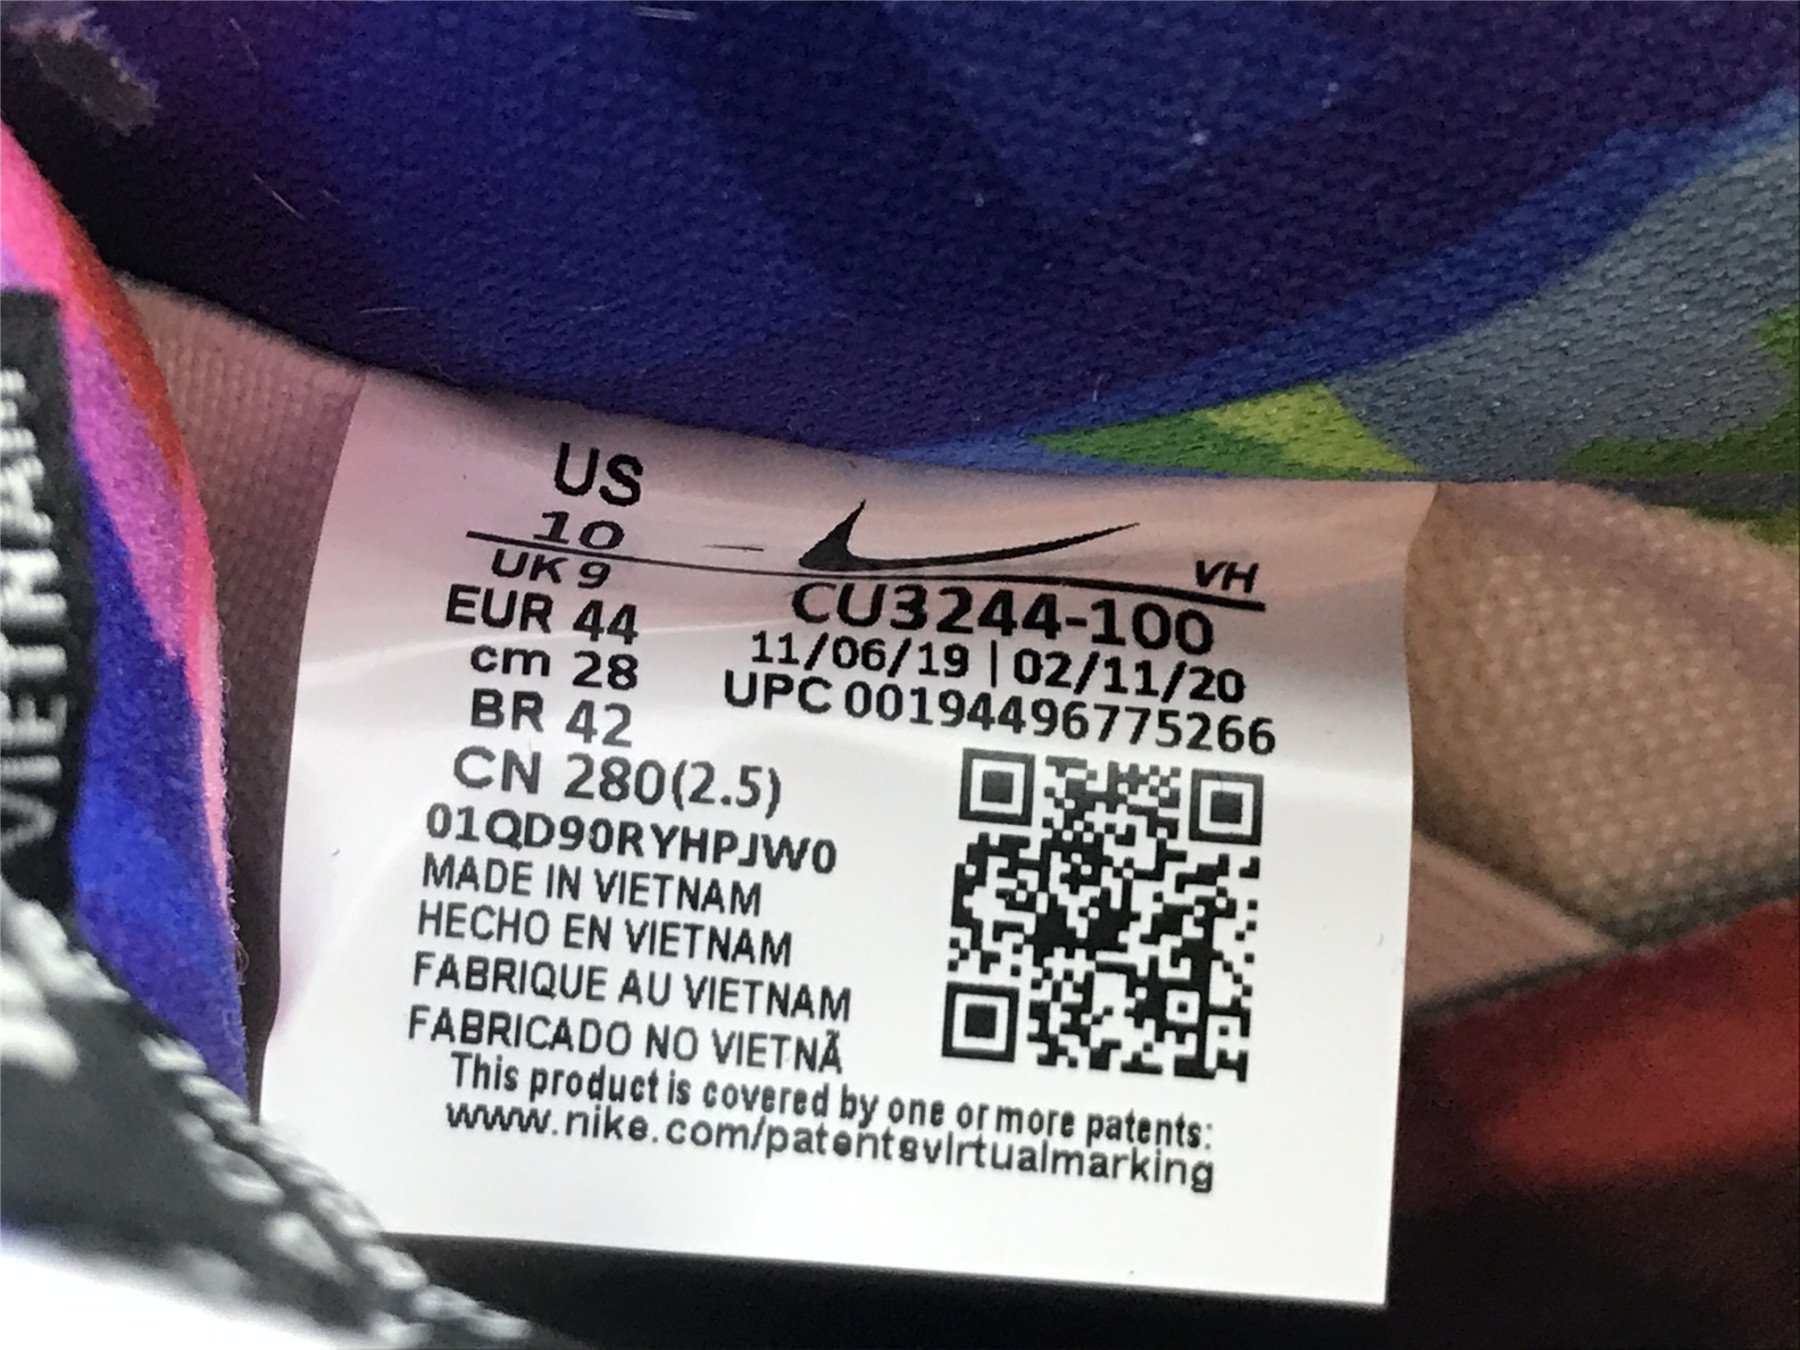 US
10
UK 9
EUR 44
cm 28
BR 42
CN 280(2.5)
VH
CU3244-100
11/06/19 | 02/11/20
UPC 00194496775266
01QD90RYHPJW0
MADE IN VIETNAM
HECHO EN VIETNAM
FABRIQUE AU VIETNAM
FABRICADO NO VIETNÃ
This product is covered by one or more patents:
www.nike.com/patentsvirtualmarking
VIETNAM